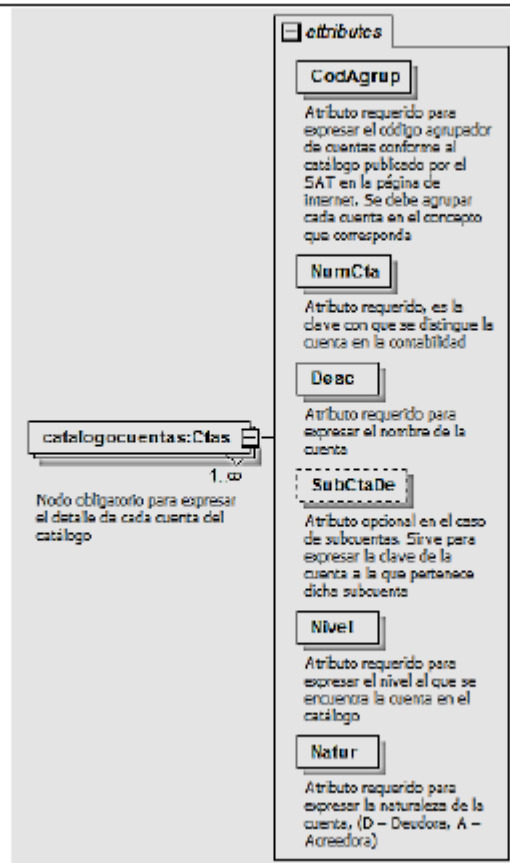 attributes
CodAgrup
Atributo requerido para
expresar el código agrupador
de cuentas conforme al
catálogo publicado por el
SAT en la página de
internet. Se debe agrupar
cada cuenta en el concepto
que corresponda
NumCta
Atributo requerido, es la
clave con que se distingue la
cuenta en la contabilidad
Desc
Atributo requerido para
expresar el nombre de la
cuenta
catalogocuentas:Ctas
1..∞
Nodo obligatorio para expresar
el detalle de cada cuenta del
catálogo
SubCtaDe
Atributo opcional en el caso
de subcuentas. Sirve para
expresar la clave de la
cuenta a la que pertenece
dicha subcuenta
Nivel
Atributo requerido para
expresar el nivel al que se
encuentra la cuenta en el
catálogo
Natur
Atributo requerido para
expresar la naturaleza de la
cuenta, (D – Deudora, A –
Acreedora)